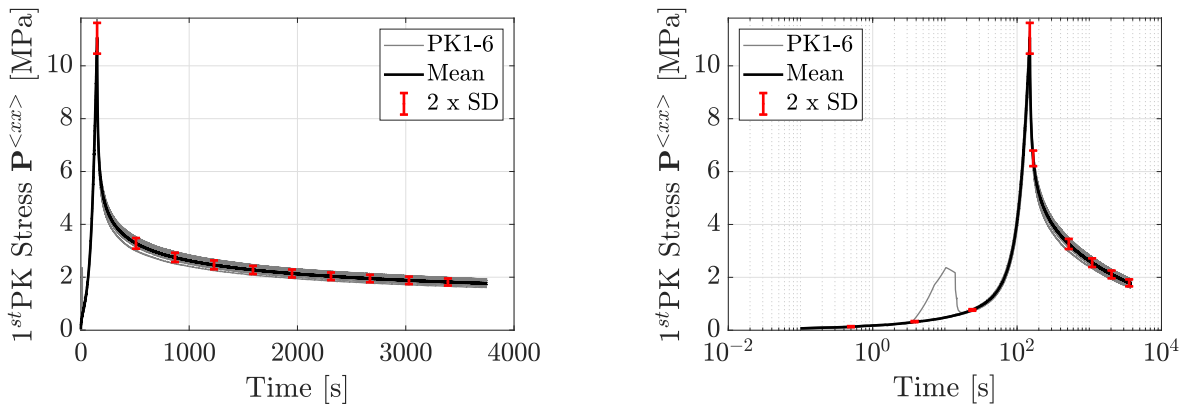 1^{st}PK Stress P^{<xx>} [MPa]
10
8
6
4
2
0
PK1-6
Mean
2 x SD
0 1000 2000 3000 4000
Time [s]
1^{st}PK Stress P^{<xx>} [MPa]
10
8
6
4
2
0
PK1-6
Mean
2 x SD
10^{-2} 10^{0} 10^{2} 10^{4}
Time [s]